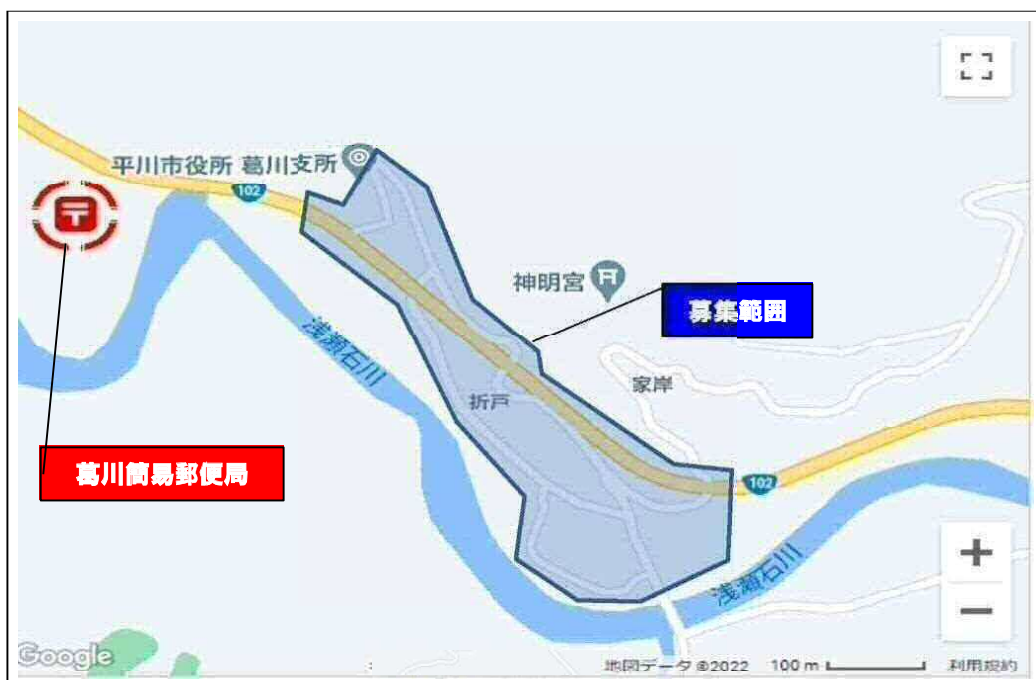 平川市役所 葛川支所
102
神明宮
募集範囲
浅瀬石川
家岸
折戸
葛川簡易郵便局
102
浅瀬石川
Google
地図データ ©2022 100 m 利用規約